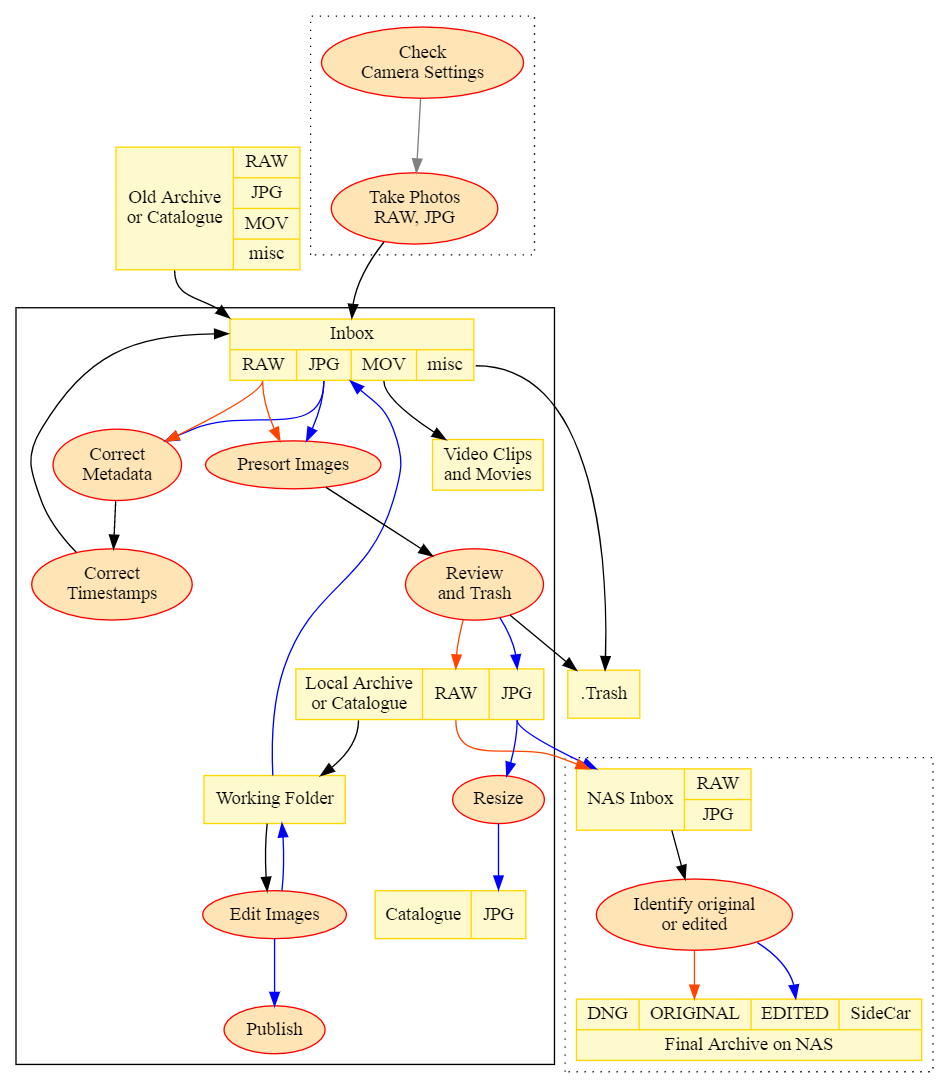 Check
Camera Settings
Take Photos
RAW, JPG
Old Archive
or Catalogue
RAW
JPG
MOV
misc
Inbox
RAW
JPG
MOV
misc
Correct
Metadata
Presort Images
Video Clips
and Movies
Correct
Timestamps
Review
and Trash
Local Archive
or Catalogue
RAW
JPG
.Trash
Working Folder
Resize
NAS Inbox
RAW
JPG
Edit Images
Catalogue
JPG
Identify original
or edited
Publish
DNG
ORIGINAL
EDITED
SideCar
Final Archive on NAS